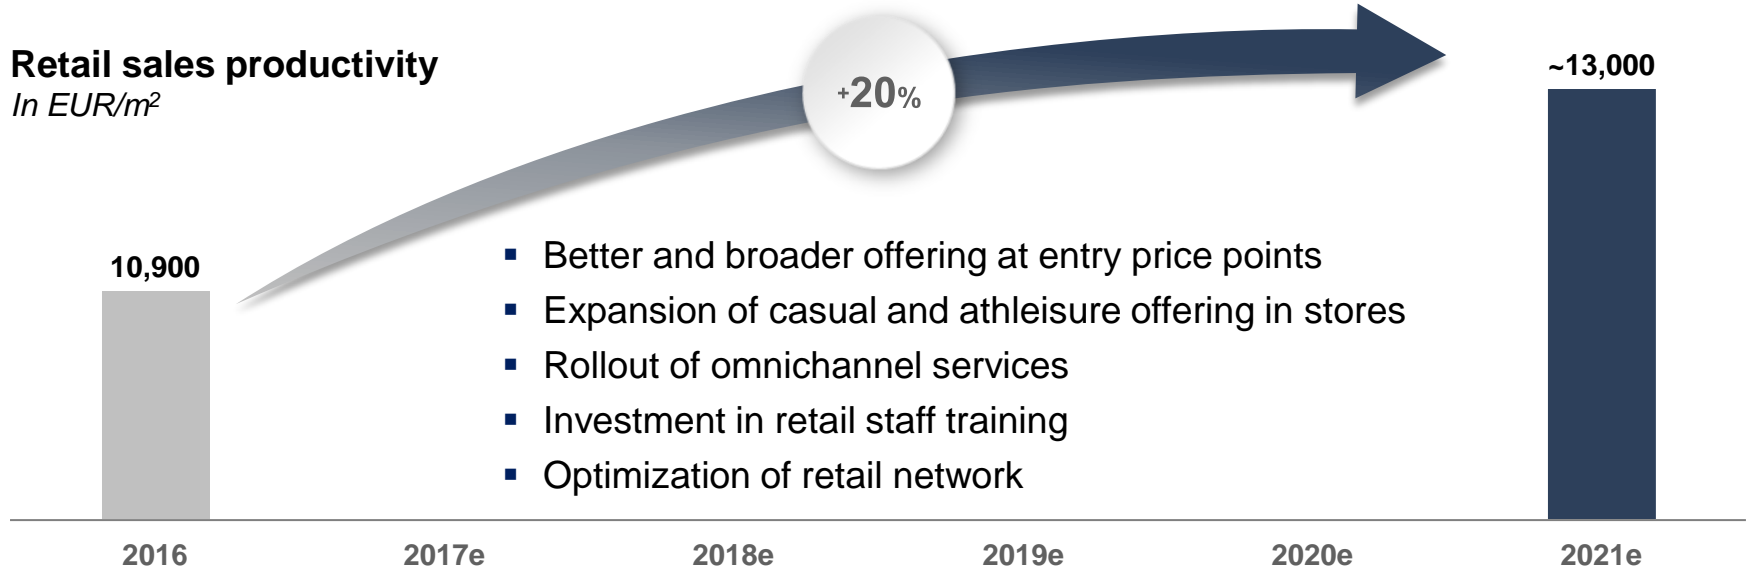 Retail sales productivity
In EUR/m²
+20%
~13,000
10,900
▪ Better and broader offering at entry price points
▪ Expansion of casual and athleisure offering in stores
▪ Rollout of omnichannel services
▪ Investment in retail staff training
▪ Optimization of retail network
2016 2017e 2018e 2019e 2020e 2021e